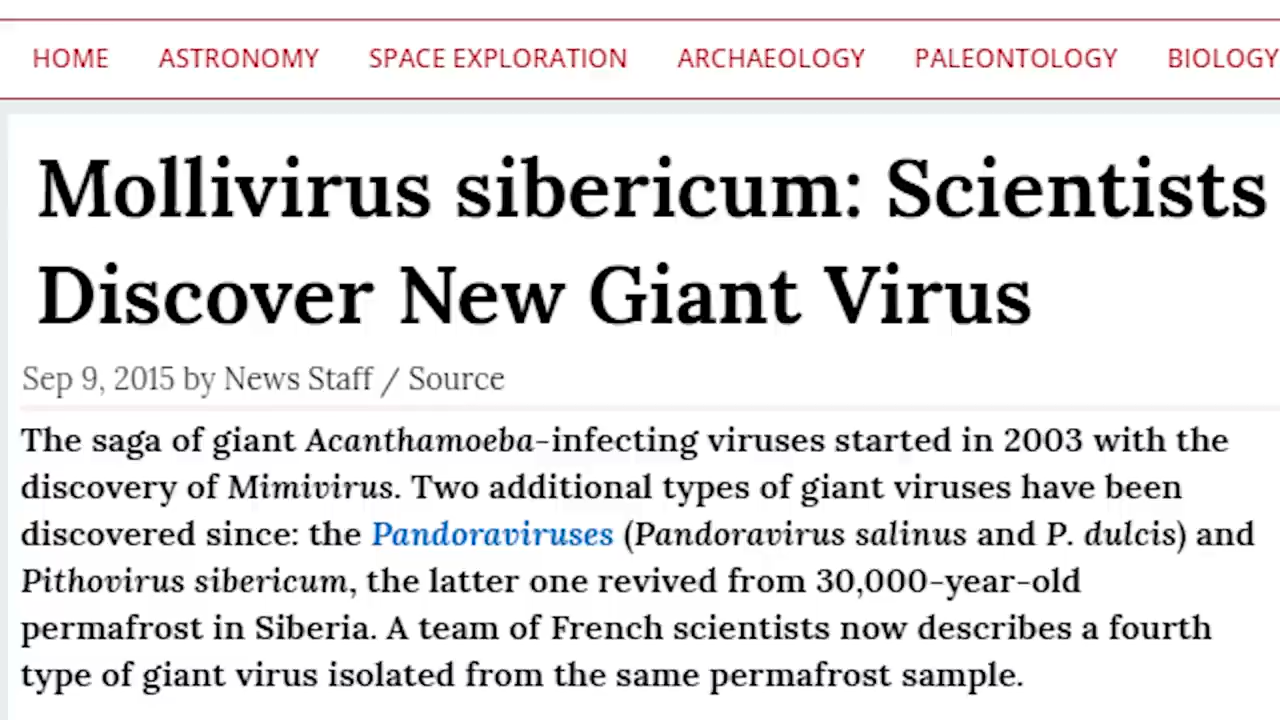 HOME ASTRONOMY SPACE EXPLORATION ARCHAEOLOGY PALEONTOLOGY BIOLOGY
Mollivirus sibericum: Scientists
Discover New Giant Virus
Sep 9, 2015 by News Staff / Source
The saga of giant Acanthamoeba-infecting viruses started in 2003 with the
discovery of Mimivirus. Two additional types of giant viruses have been
discovered since: the Pandoraviruses (Pandoravirus salinus and P. dulcis) and
Pithovirus sibericum, the latter one revived from 30,000-year-old
permafrost in Siberia. A team of French scientists now describes a fourth
type of giant virus isolated from the same permafrost sample.